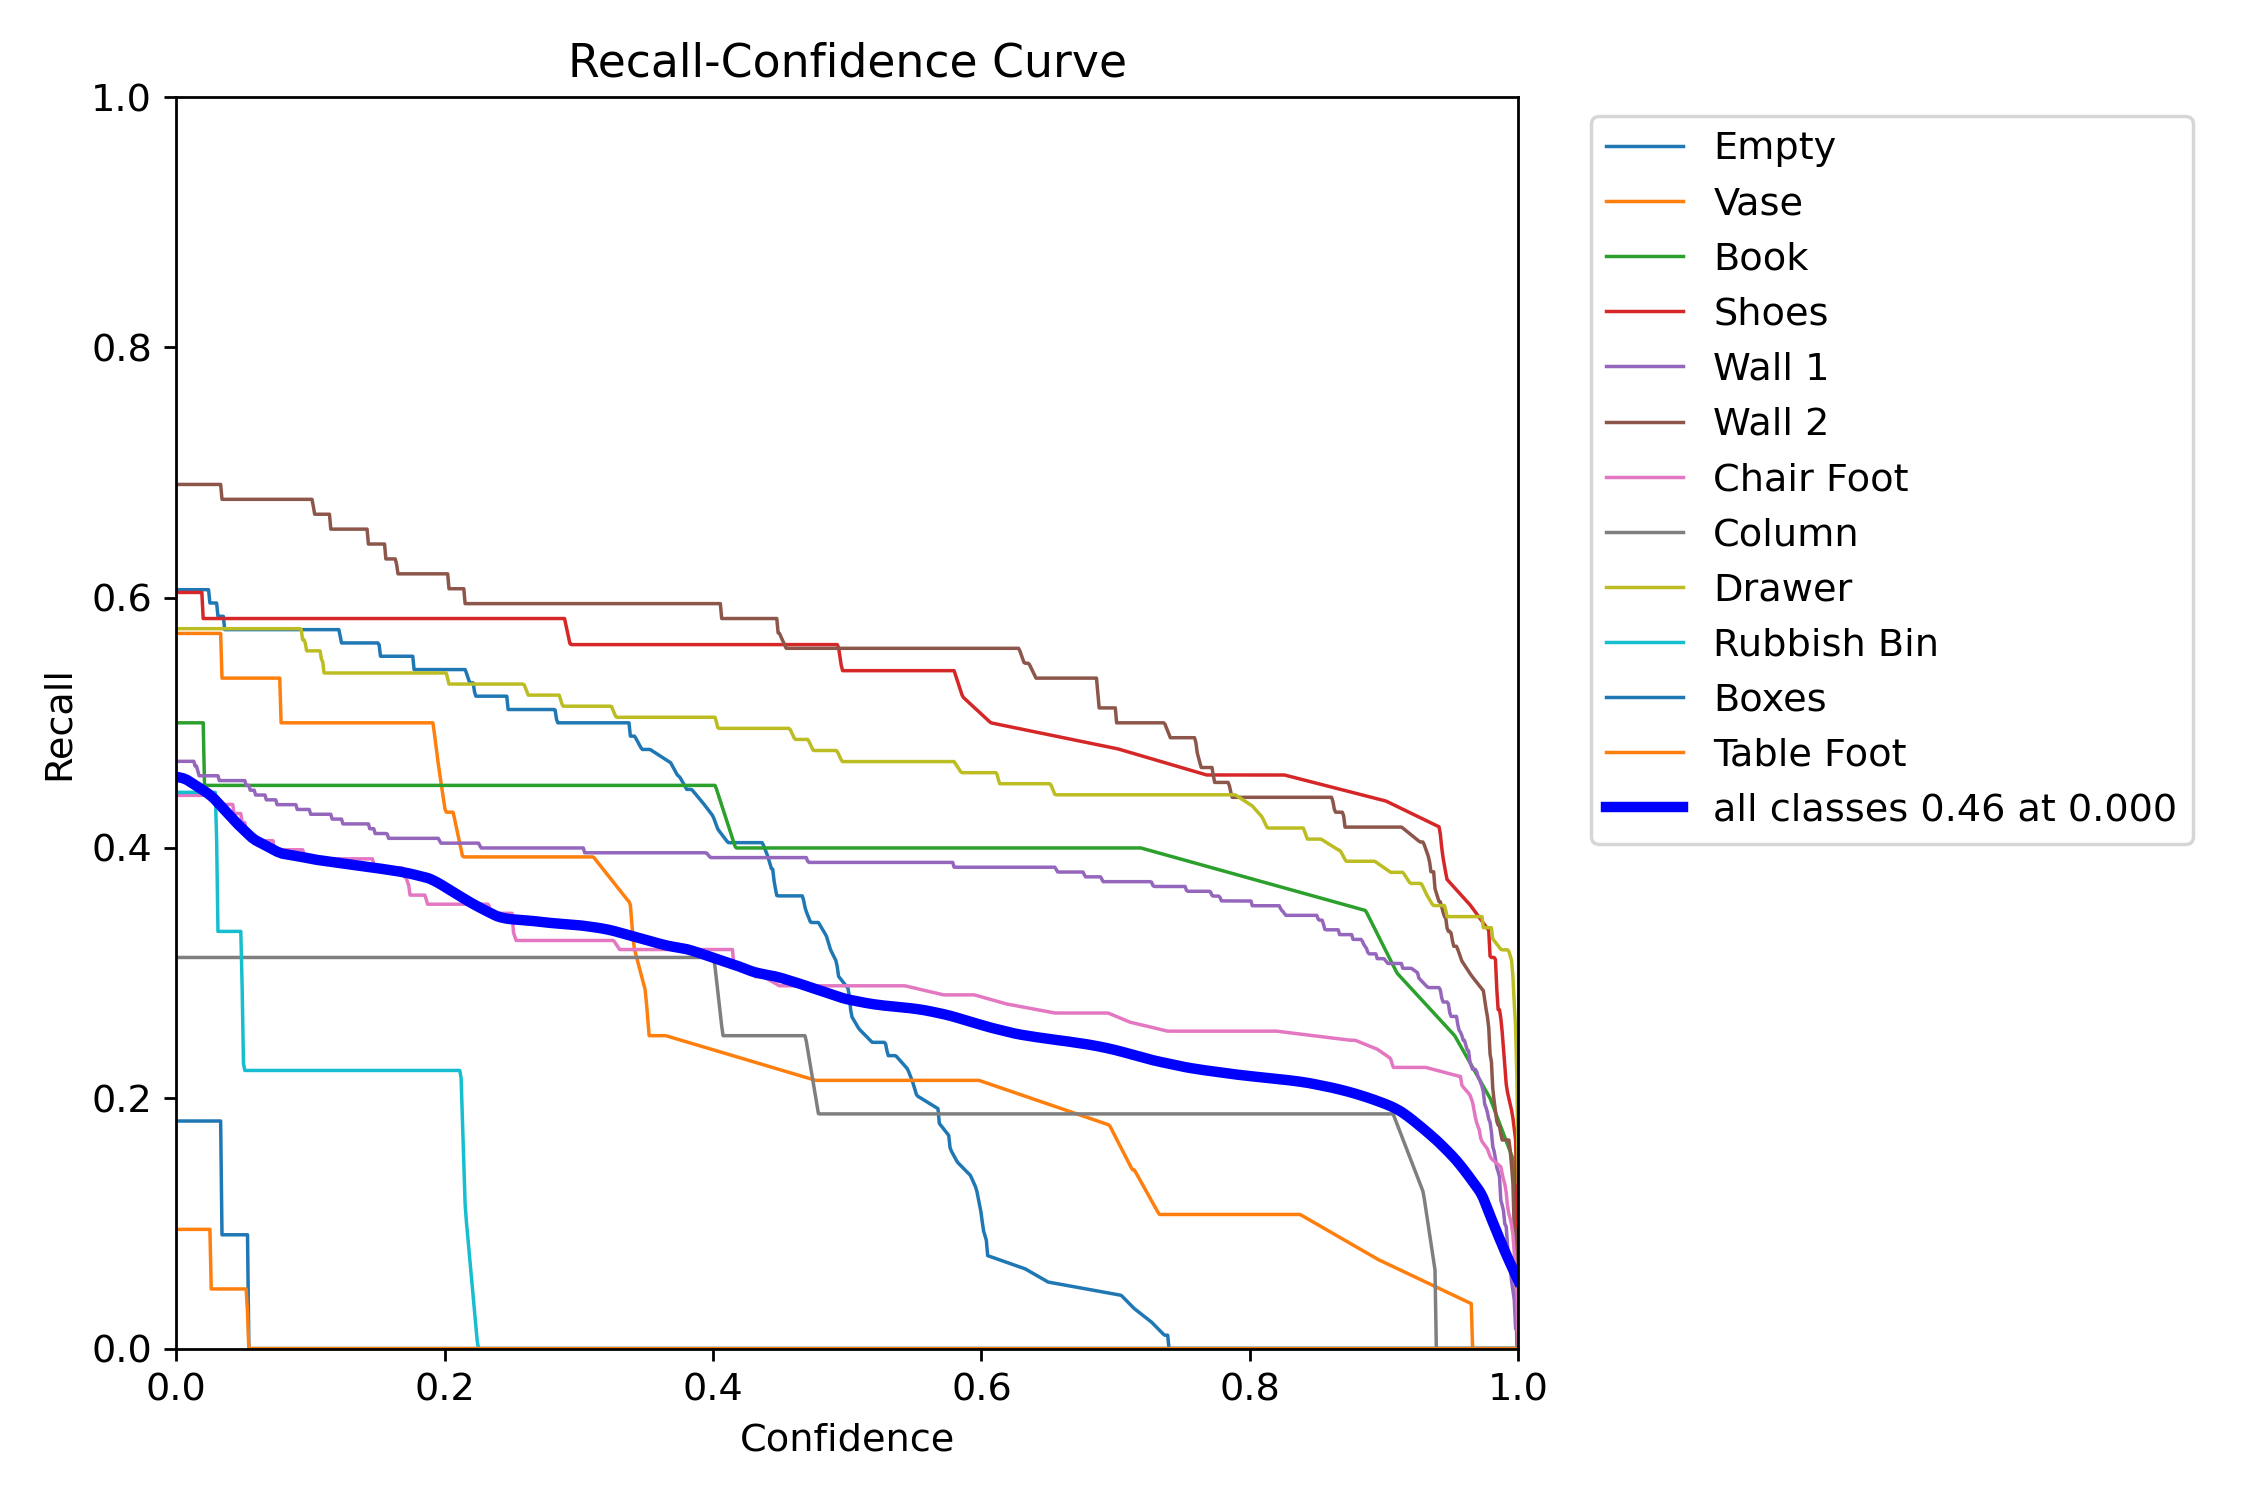 Recall-Confidence Curve
1.0
0.8
0.6
0.4
0.2
0.0
Recall
0.0 0.2 0.4 0.6 0.8 1.0
Confidence
Empty
Vase
Book
Shoes
Wall 1
Wall 2
Chair Foot
Column
Drawer
Rubbish Bin
Boxes
Table Foot
all classes 0.46 at 0.000